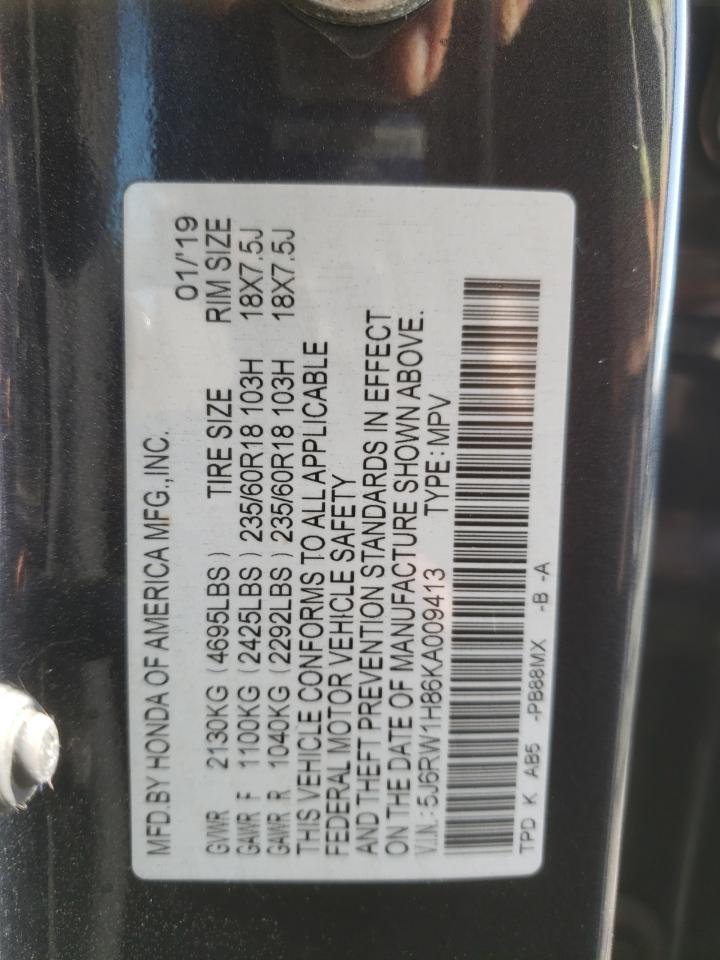 MFD.BY HONDA OF AMERICA MFG.,INC. 01/'19
GVWR 2130KG (4695LBS) TIRE SIZE RIM SIZE
GAWR F 1100KG (2425LBS) 235/60R18 103H 18X7.5J
GAWR R 1040KG (2292LBS) 235/60R18 103H 18X7.5J
THIS VEHICLE CONFORMS TO ALL APPLICABLE
FEDERAL MOTOR VEHICLE SAFETY
AND THEFT PREVENTION STANDARDS IN EFFECT
ON THE DATE OF MANUFACTURE SHOWN ABOVE.
V.I.N.: 5J6RW1H86KA009413 TYPE: MPV
TPD K AB5 -PB88MX -B -A